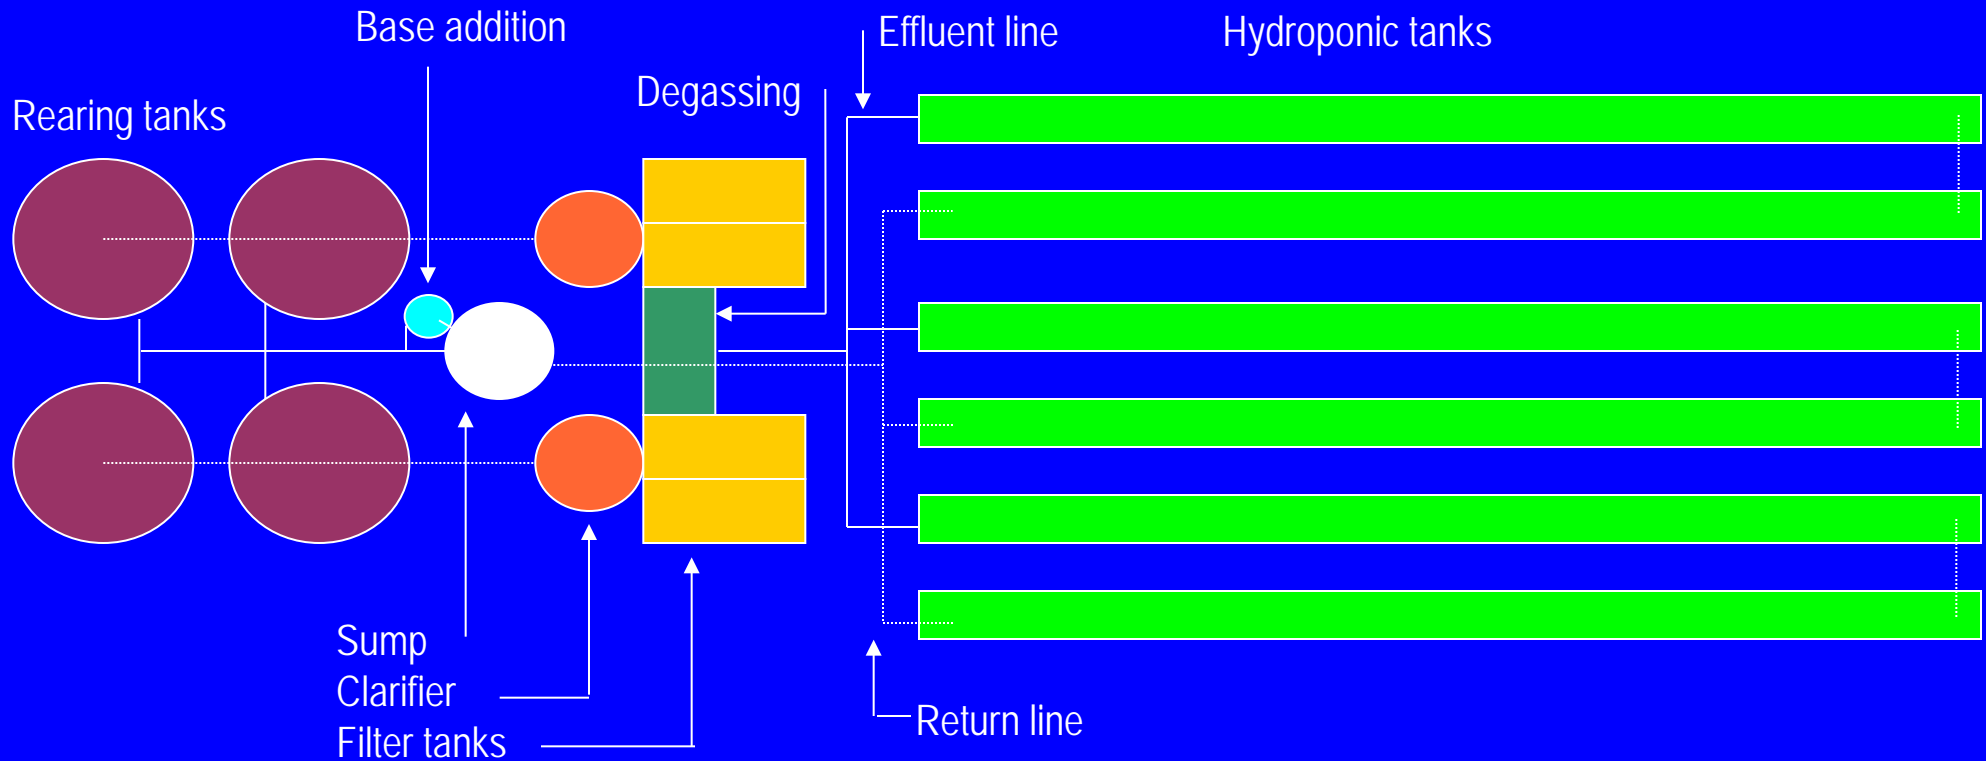 Base addition
Effluent line
Hydroponic tanks
Degassing
Rearing tanks
Sump
Clarifier
Filter tanks
Return line